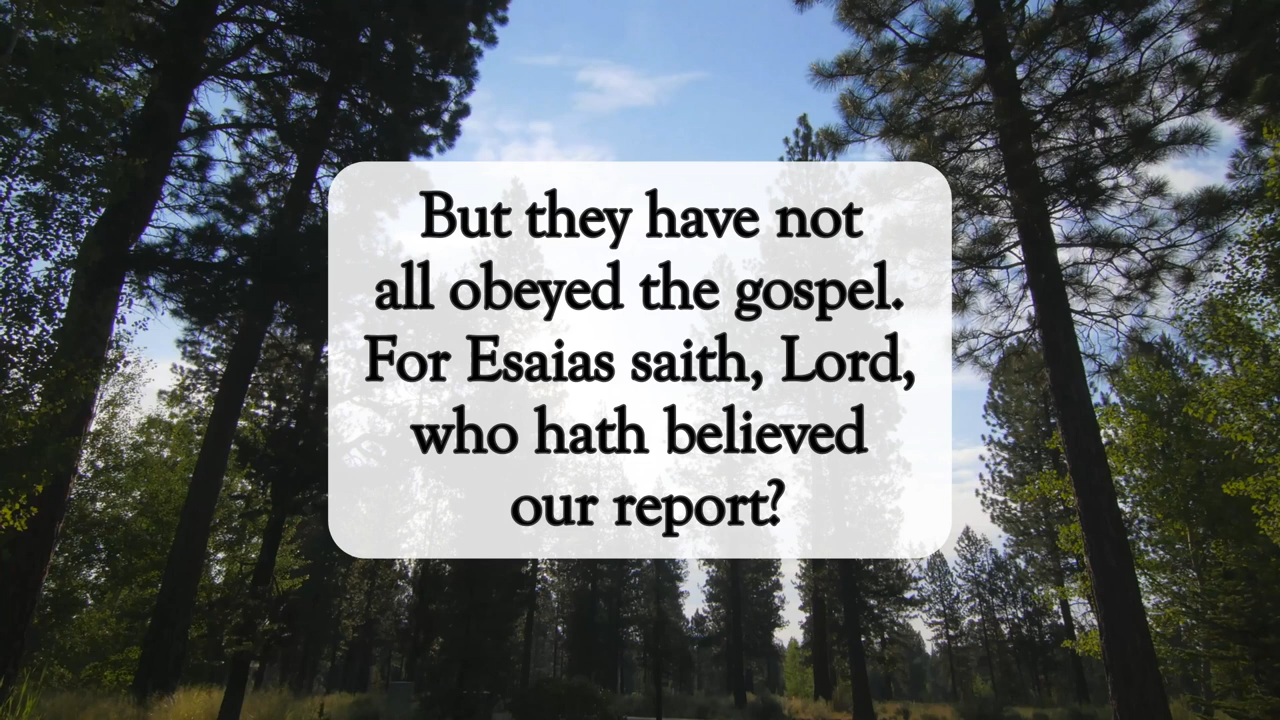 But they have not
all obeyed the gospel.
For Esaias saith, Lord,
who hath believed
our report?